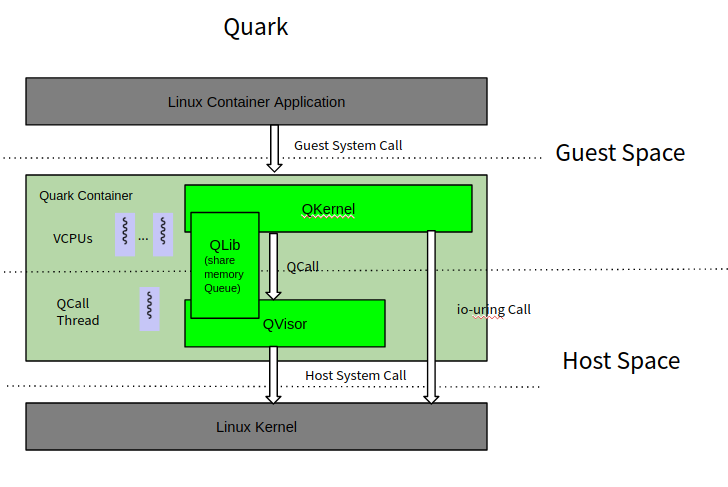 Quark
Linux Container Application
Guest System Call
Guest Space
Quark Container
QKernel
VCPUs
...
QLib
(share
memory
Queue)
QCall
QCall
Thread
QVisor
io-uring Call
Host Space
Host System Call
Linux Kernel